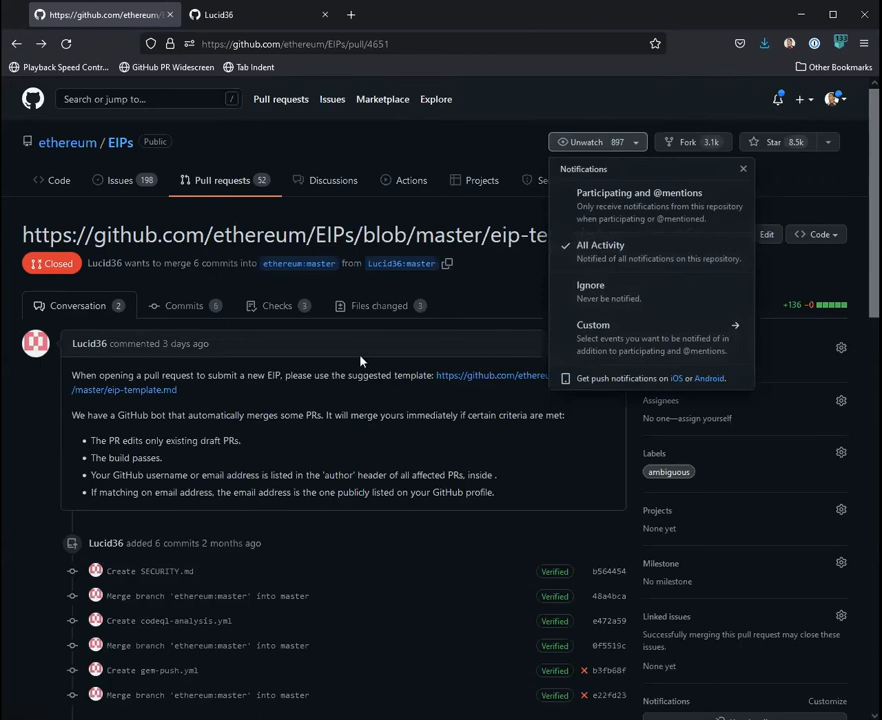 https://github.com/ethereum/E
Lucid36
https://github.com/ethereum/EIPs/pull/4651
Playback Speed Contr...
GitHub PR Widescreen
Tab Indent
Other Bookmarks
Search or jump to...
/
Pull requests
Issues
Marketplace
Explore
ethereum / EIPs
Public
Unwatch 897
Fork 3.1k
Star 8.5k
Code
Issues 198
Pull requests 52
Discussions
Actions
Projects
Se
Notifications
Participating and @mentions
Only receive notifications from this repository
when participating or @mentioned.
All Activity
Notified of all notifications on this repository.
Ignore
Never be notified.
Custom
Select events you want to be notified of in
addition to participating and @mentions.
Get push notifications on iOS or Android.
https://github.com/ethereum/EIPs/blob/master/eip-te
Edit
<> Code
Closed
Lucid36 wants to merge 6 commits into ethereum:master from Lucid36:master
Conversation 2
Commits 6
Checks 3
Files changed 3
+136 −0
Lucid36 commented 3 days ago
When opening a pull request to submit a new EIP, please use the suggested template: https://github.com/ethereu
/master/eip-template.md
We have a GitHub bot that automatically merges some PRs. It will merge yours immediately if certain criteria are met:
• The PR edits only existing draft PRs.
• The build passes.
• Your GitHub username or email address is listed in the 'author' header of all affected PRs, inside .
• If matching on email address, the email address is the one publicly listed on your GitHub profile.
Assignees
No one—assign yourself
Labels
ambiguous
Projects
None yet
Milestone
No milestone
Linked issues
Successfully merging this pull request may close these
issues.
None yet
Notifications
Customize
Lucid36 added 6 commits 2 months ago
Create SECURITY.md Verified b564454
Merge branch 'ethereum:master' into master Verified 48a4bca
Create codeql-analysis.yml Verified e472a59
Merge branch 'ethereum:master' into master Verified 0f5519c
Create gem-push.yml Verified b3fb68f
Merge branch 'ethereum:master' into master Verified e22fd23